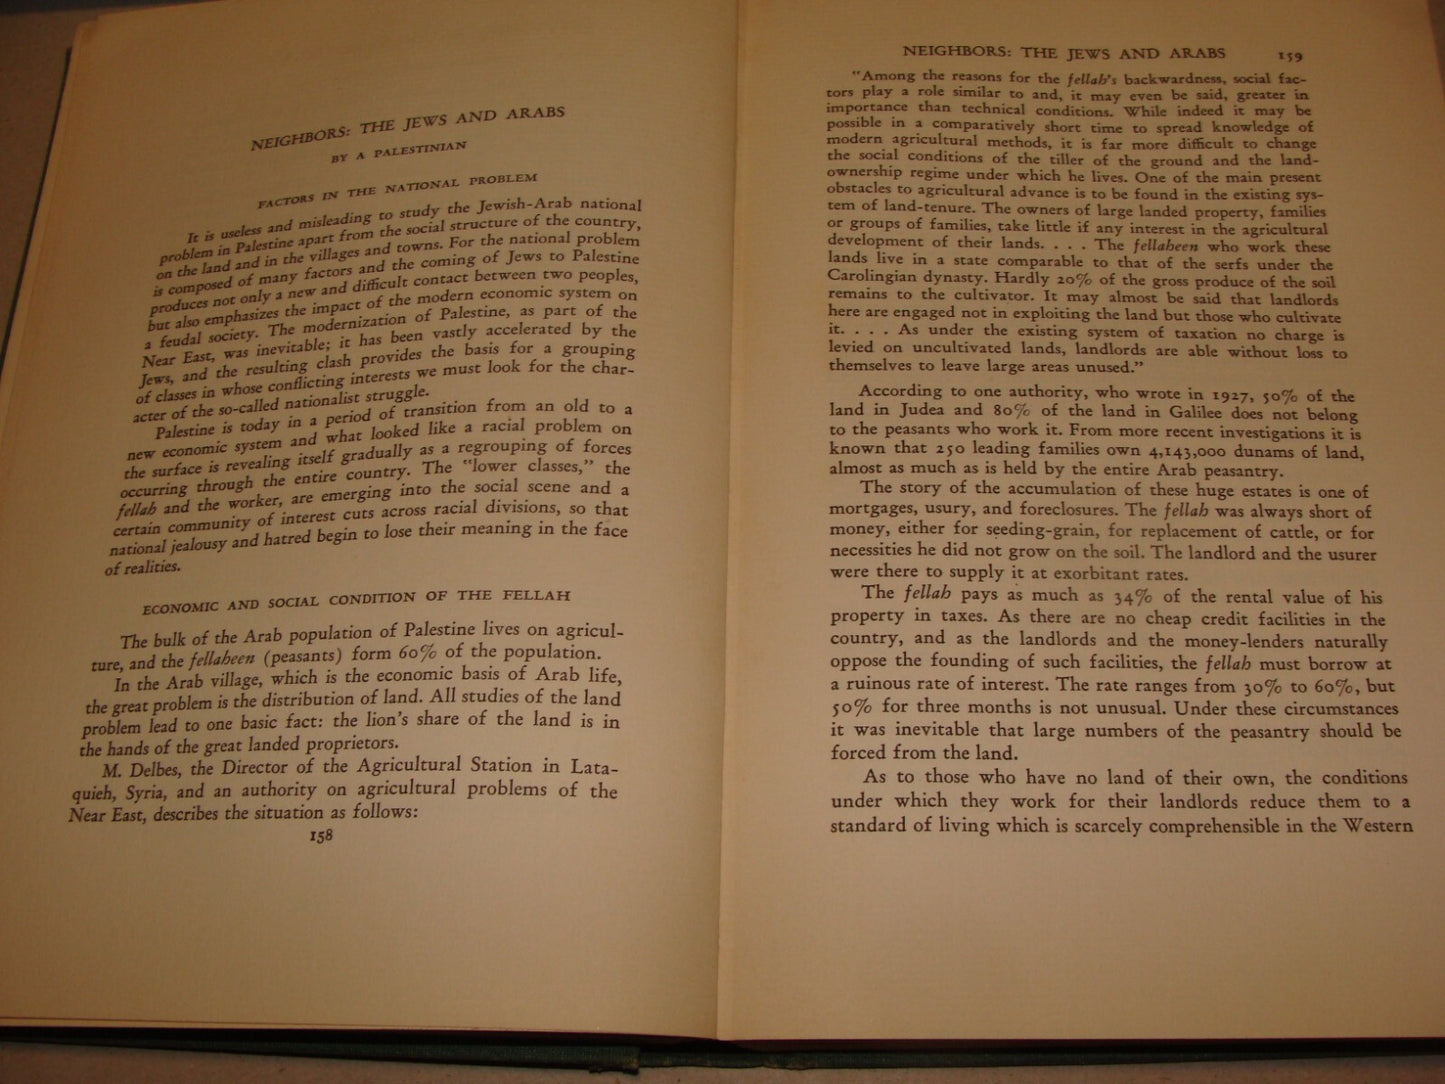 NEIGHBORS: THE JEWS AND ARABS
BY A PALESTINIAN
FACTORS IN THE NATIONAL PROBLEM
It is useless and misleading to study the Jewish-Arab national
problem in Palestine apart from the social structure of the country,
on the land and in the villages and towns. For the national problem
is composed of many factors and the coming of Jews to Palestine
produces not only a new and difficult contact between two peoples,
but also emphasizes the impact of the modern economic system on
a feudal society. The modernization of Palestine, as part of the
Near East, was inevitable; it has been vastly accelerated by the
Jews, and the resulting clash provides the basis for a grouping
of classes in whose conflicting interests we must look for the char-
acter of the so-called nationalist struggle.
Palestine is today in a period of transition from an old to a
new economic system and what looked like a racial problem on
the surface is revealing itself gradually as a regrouping of forces
occurring through the entire country. The "lower classes," the
fellah and the worker, are emerging into the social scene and a
certain community of interest cuts across racial divisions, so that
national jealousy and hatred begin to lose their meaning in the face
of realities.
ECONOMIC AND SOCIAL CONDITION OF THE FELLAH
The bulk of the Arab population of Palestine lives on agricul-
ture, and the fellaheen (peasants) form 60% of the population.
In the Arab village, which is the economic basis of Arab life,
the great problem is the distribution of land. All studies of the land
problem lead to one basic fact: the lion's share of the land is in
the hands of the great landed proprietors.
M. Delbes, the Director of the Agricultural Station in Lata-
quieh, Syria, and an authority on agricultural problems of the
Near East, describes the situation as follows:
158
NEIGHBORS: THE JEWS AND ARABS 159
"Among the reasons for the fellah's backwardness, social fac-
tors play a role similar to and, it may even be said, greater in
importance than technical conditions. While indeed it may be
possible in a comparatively short time to spread knowledge of
modern agricultural methods, it is far more difficult to change
the social conditions of the tiller of the ground and the land-
ownership regime under which he lives. One of the main present
obstacles to agricultural advance is to be found in the existing sys-
tem of land-tenure. The owners of large landed property, families
or groups of families, take little if any interest in the agricultural
development of their lands. . . . The fellaheen who work these
lands live in a state comparable to that of the serfs under the
Carolingian dynasty. Hardly 20% of the gross produce of the soil
remains to the cultivator. It may almost be said that landlords
here are engaged not in exploiting the land but those who cultivate
it. . . . As under the existing system of taxation no charge is
levied on uncultivated lands, landlords are able without loss to
themselves to leave large areas unused."
According to one authority, who wrote in 1927, 50% of the
land in Judea and 80% of the land in Galilee does not belong
to the peasants who work it. From more recent investigations it is
known that 250 leading families own 4,143,000 dunams of land,
almost as much as is held by the entire Arab peasantry.
The story of the accumulation of these huge estates is one of
mortgages, usury, and foreclosures. The fellah was always short of
money, either for seeding-grain, for replacement of cattle, or for
necessities he did not grow on the soil. The landlord and the usurer
were there to supply it at exorbitant rates.
The fellah pays as much as 34% of the rental value of his
property in taxes. As there are no cheap credit facilities in the
country, and as the landlords and the money-lenders naturally
oppose the founding of such facilities, the fellah must borrow at
a ruinous rate of interest. The rate ranges from 30% to 60%, but
50% for three months is not unusual. Under these circumstances
it was inevitable that large numbers of the peasantry should be
forced from the land.
As to those who have no land of their own, the conditions
under which they work for their landlords reduce them to a
standard of living which is scarcely comprehensible in the Western